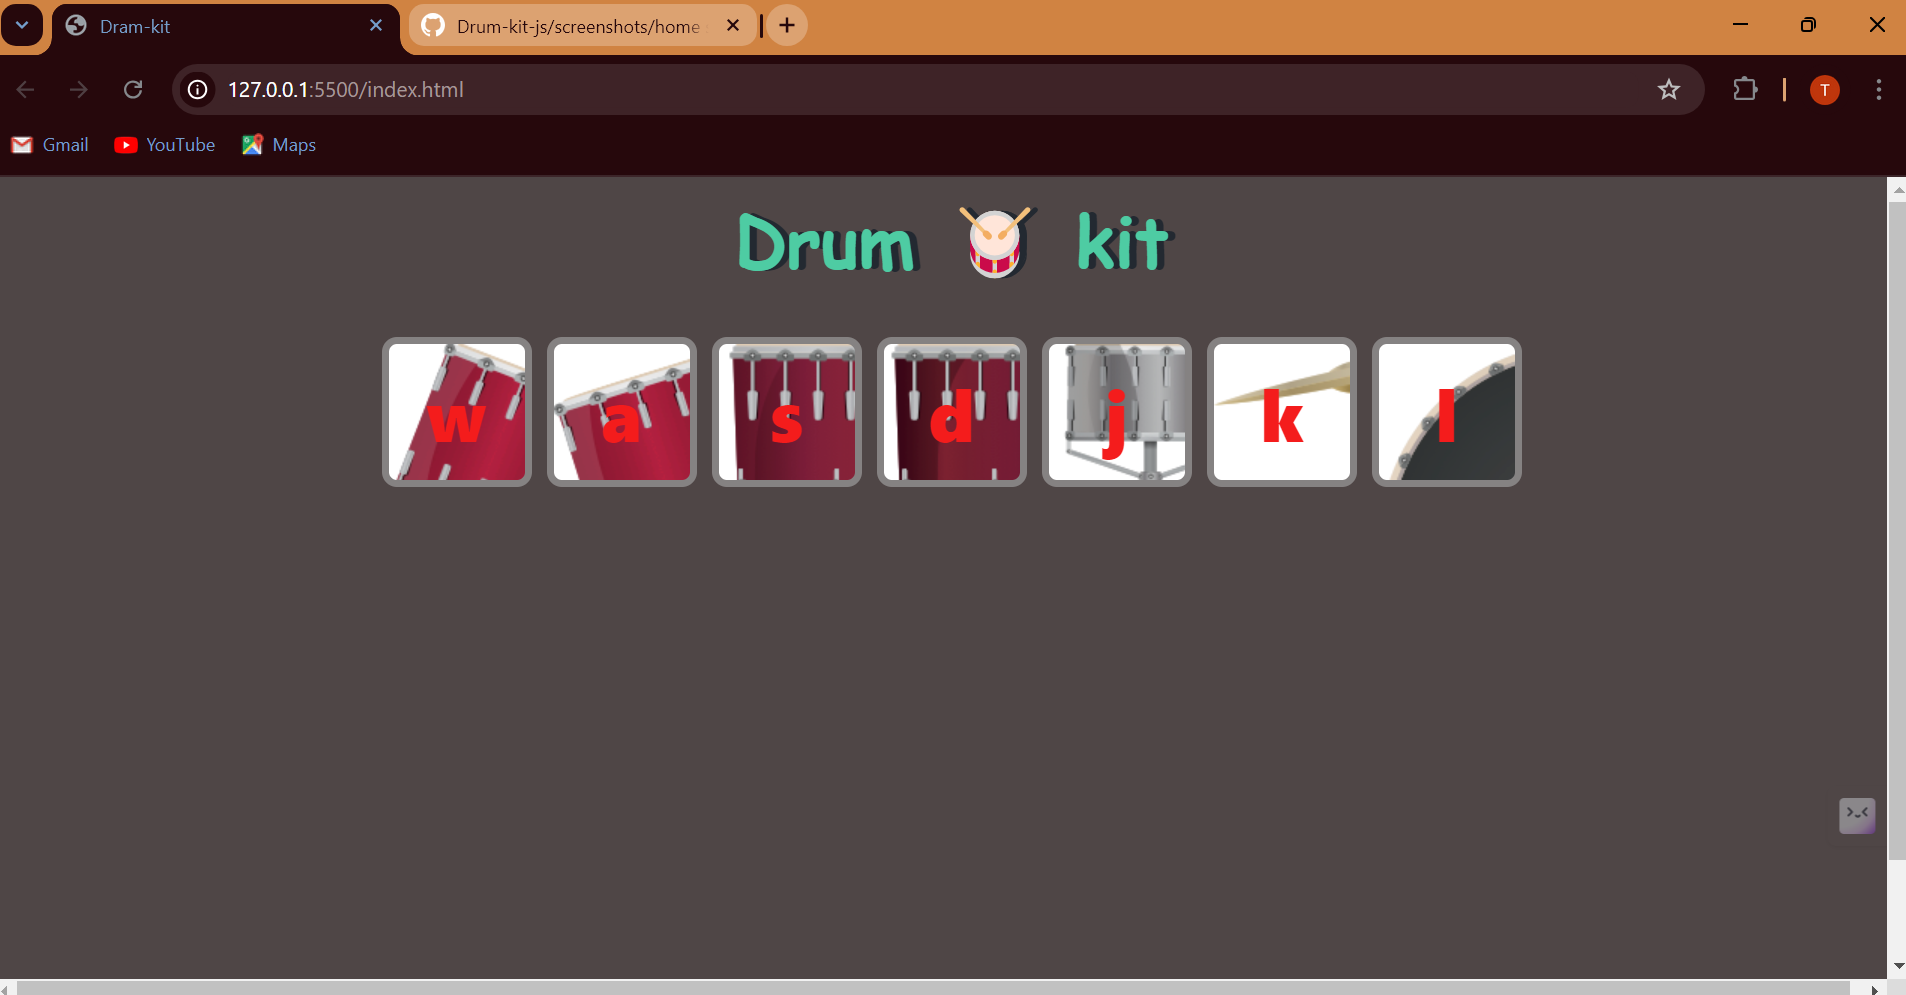 Dram-kit
Drum-kit-js/screenshots/home
127.0.0.1:5500/index.html
T
Gmail
YouTube
Maps
Drum kit
w a s d j k l